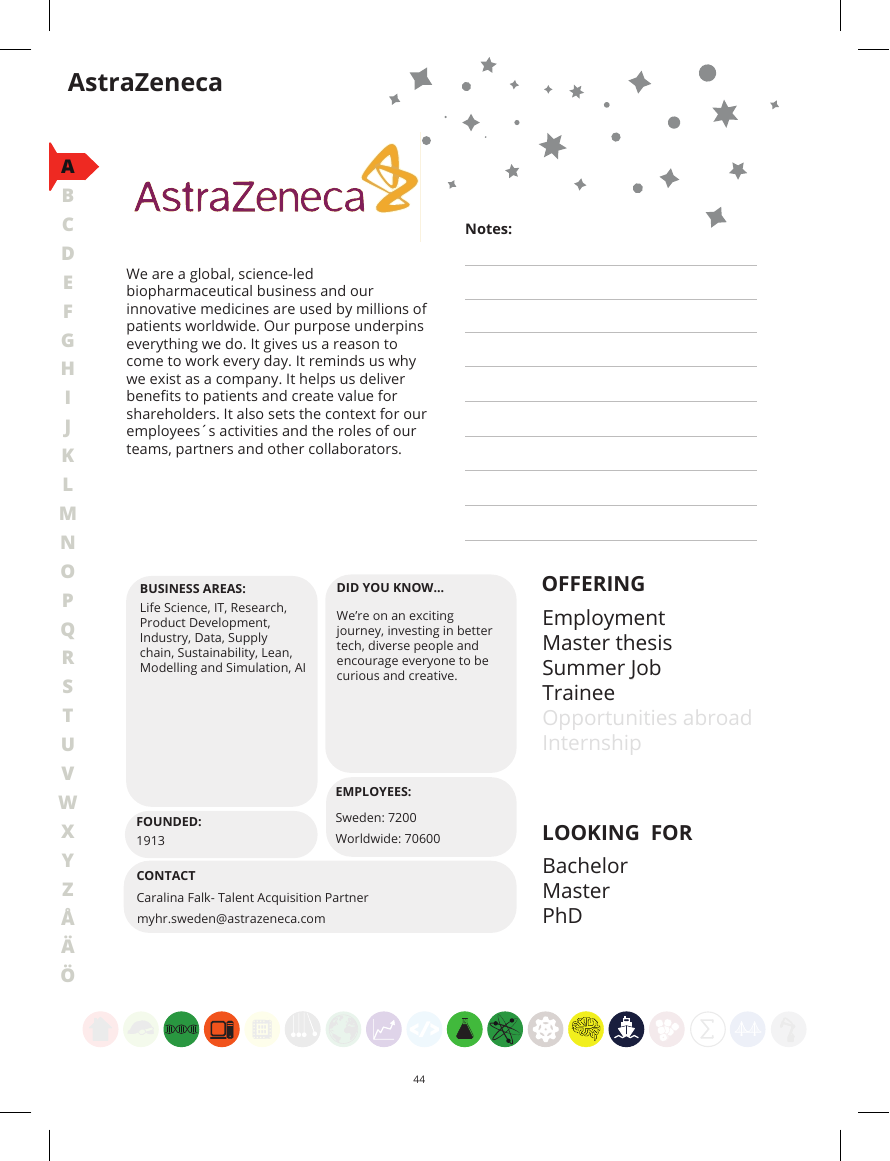 AstraZeneca
A
B
C
D
E
F
G
H
I
J
K
L
M
N
O
P
Q
R
S
T
U
V
W
X
Y
Z
Å
Ä
Ö
AstraZeneca
We are a global, science-led
biopharmaceutical business and our
innovative medicines are used by millions of
patients worldwide. Our purpose underpins
everything we do. It gives us a reason to
come to work every day. It reminds us why
we exist as a company. It helps us deliver
benefits to patients and create value for
shareholders. It also sets the context for our
employees´s activities and the roles of our
teams, partners and other collaborators.
Notes:
BUSINESS AREAS:
Life Science, IT, Research,
Product Development,
Industry, Data, Supply
chain, Sustainability, Lean,
Modelling and Simulation, AI
DID YOU KNOW...
We’re on an exciting
journey, investing in better
tech, diverse people and
encourage everyone to be
curious and creative.
FOUNDED:
1913
EMPLOYEES:
Sweden: 7200
Worldwide: 70600
CONTACT
Caralina Falk- Talent Acquisition Partner
myhr.sweden@astrazeneca.com
OFFERING
Employment
Master thesis
Summer Job
Trainee
Opportunities abroad
Internship
LOOKING FOR
Bachelor
Master
PhD
</>
Σ
44